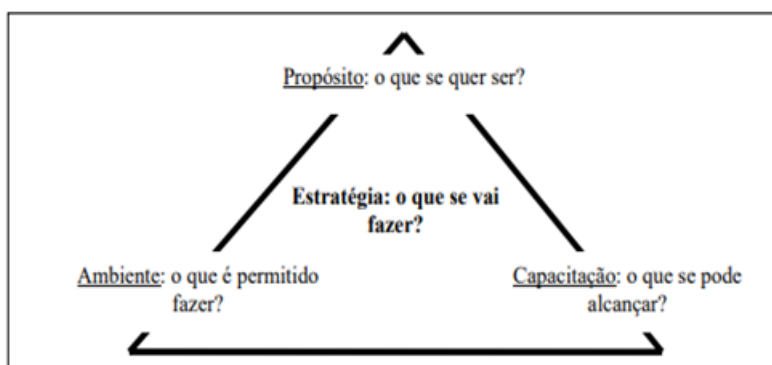 Propósito: o que se quer ser?
Estratégia: o que se vai
fazer?
Ambiente: o que é permitido
fazer?
Capacitação: o que se pode
alcançar?